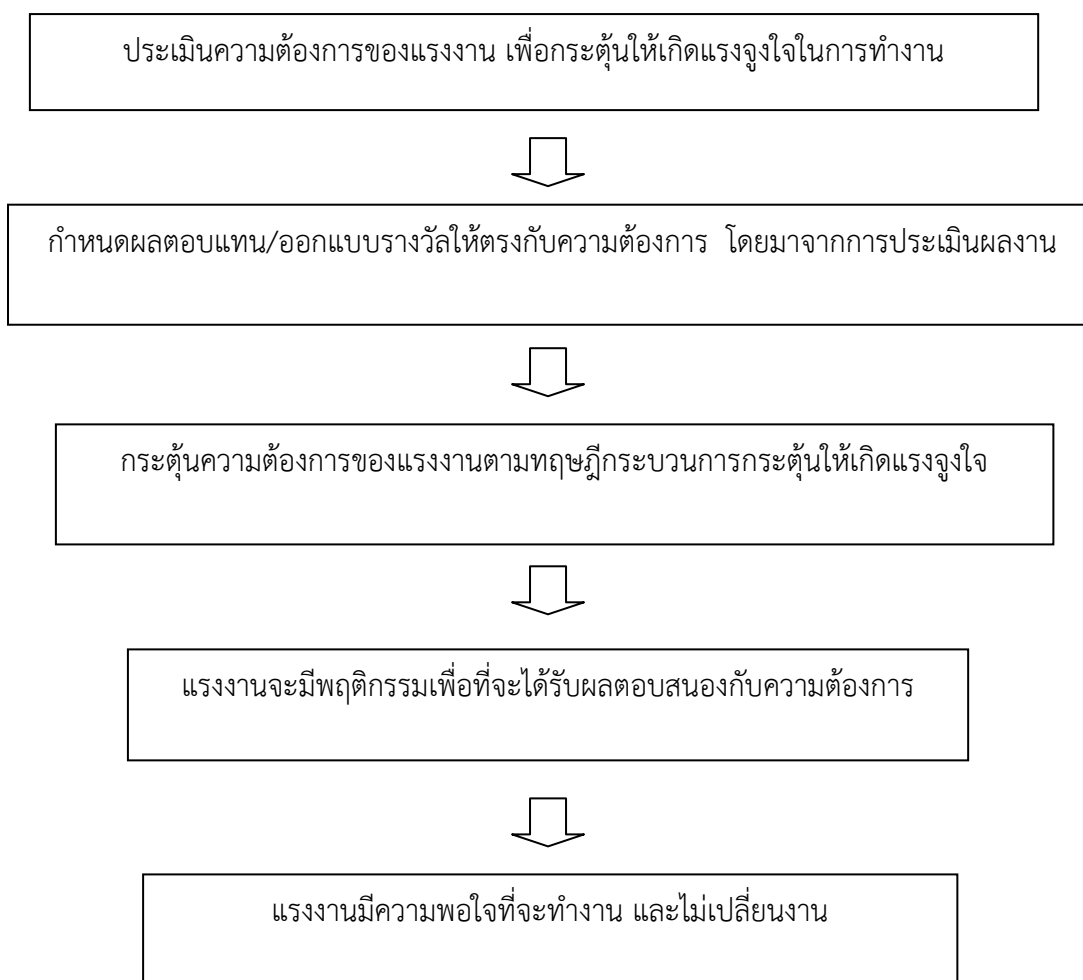 ประเมินความต้องการของแรงงาน เพื่อกระตุ้นให้เกิดแรงจูงใจในการทำงาน
กำหนดผลตอบแทน/ออกแบบรางวัลให้ตรงกับความต้องการ โดยมาจากการประเมินผลงาน
กระตุ้นความต้องการของแรงงานตามทฤษฎีกระบวนการกระตุ้นให้เกิดแรงจูงใจ
แรงงานจะมีพฤติกรรมเพื่อที่จะได้รับผลตอบสนองกับความต้องการ
แรงงานมีความพอใจที่จะทำงาน และไม่เปลี่ยนงาน